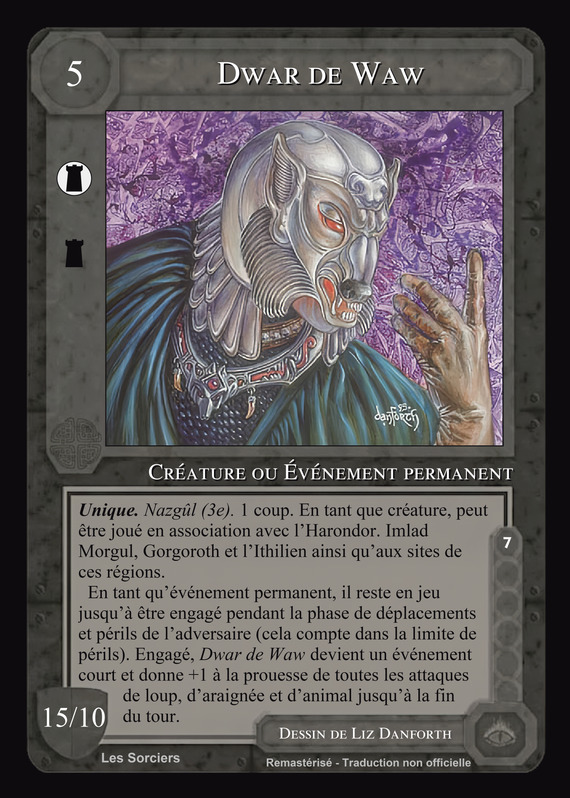 5
Dwar de Waw
95.
danforth
Créature ou Événement permanent
Unique. Nazgûl (3e). 1 coup. En tant que créature, peut
être joué en association avec l'Harondor. Imlad
Morgul, Gorgoroth et l'Ithilien ainsi qu'aux sites de
ces régions.
En tant qu'événement permanent, il reste en jeu
jusqu'à être engagé pendant la phase de déplacements
et périls de l'adversaire (cela compte dans la limite de
périls). Engagé, Dwar de Waw devient un événement
court et donne +1 à la prouesse de toutes les attaques
de loup, d'araignée et d'animal jusqu'à la fin
du tour.
7
15/10
Dessin de Liz Danforth
Les Sorciers
Remastérisé - Traduction non officielle